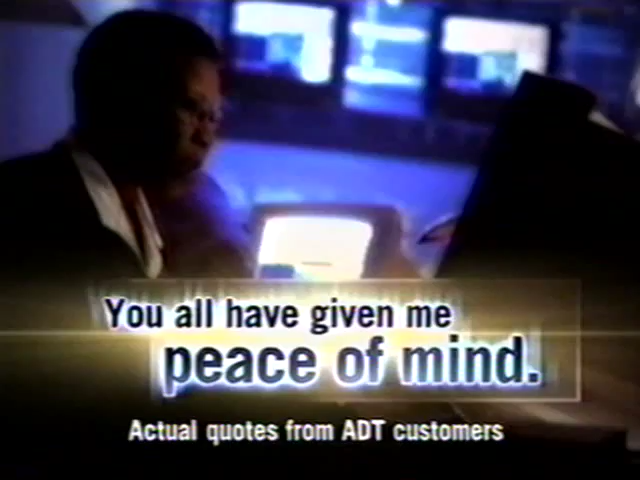 You all have given me
peace of mind.
Actual quotes from ADT customers